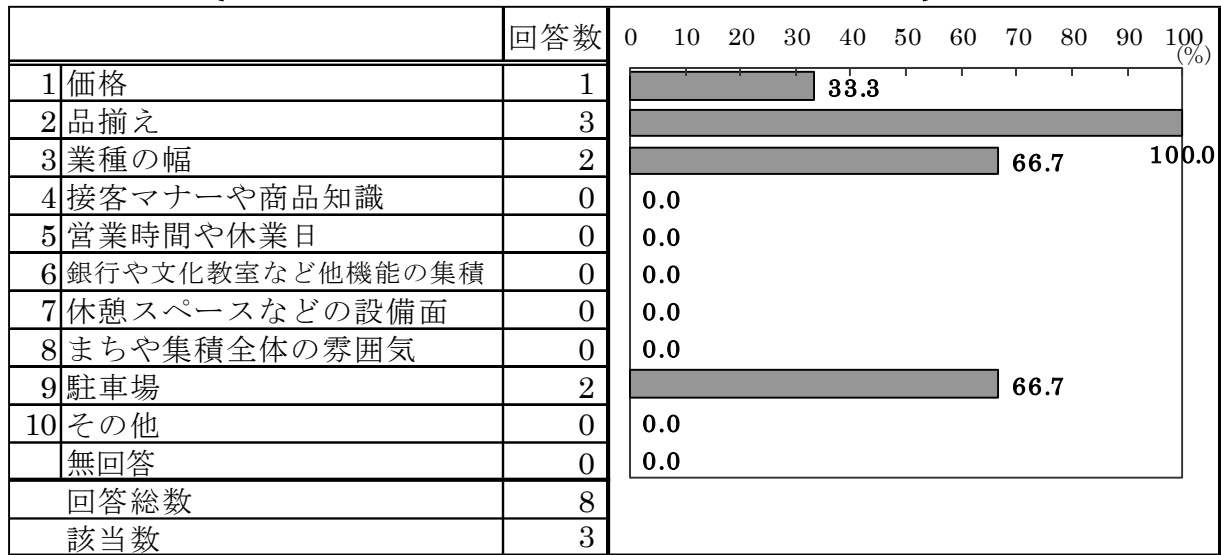 回答数 0 10 20 30 40 50 60 70 80 90 100
(%)
1 価格 1 33.3
2 品揃え 3
100.0
3 業種の幅 2 66.7
4 接客マナーや商品知識 0 0.0
5 営業時間や休業日 0 0.0
6 銀行や文化教室など他機能の集積 0 0.0
7 休憩スペースなどの設備面 0 0.0
8 まちや集積全体の雰囲気 0 0.0
9 駐車場 2 66.7
10 その他 0 0.0
無回答 0 0.0
回答総数 8
該当数 3